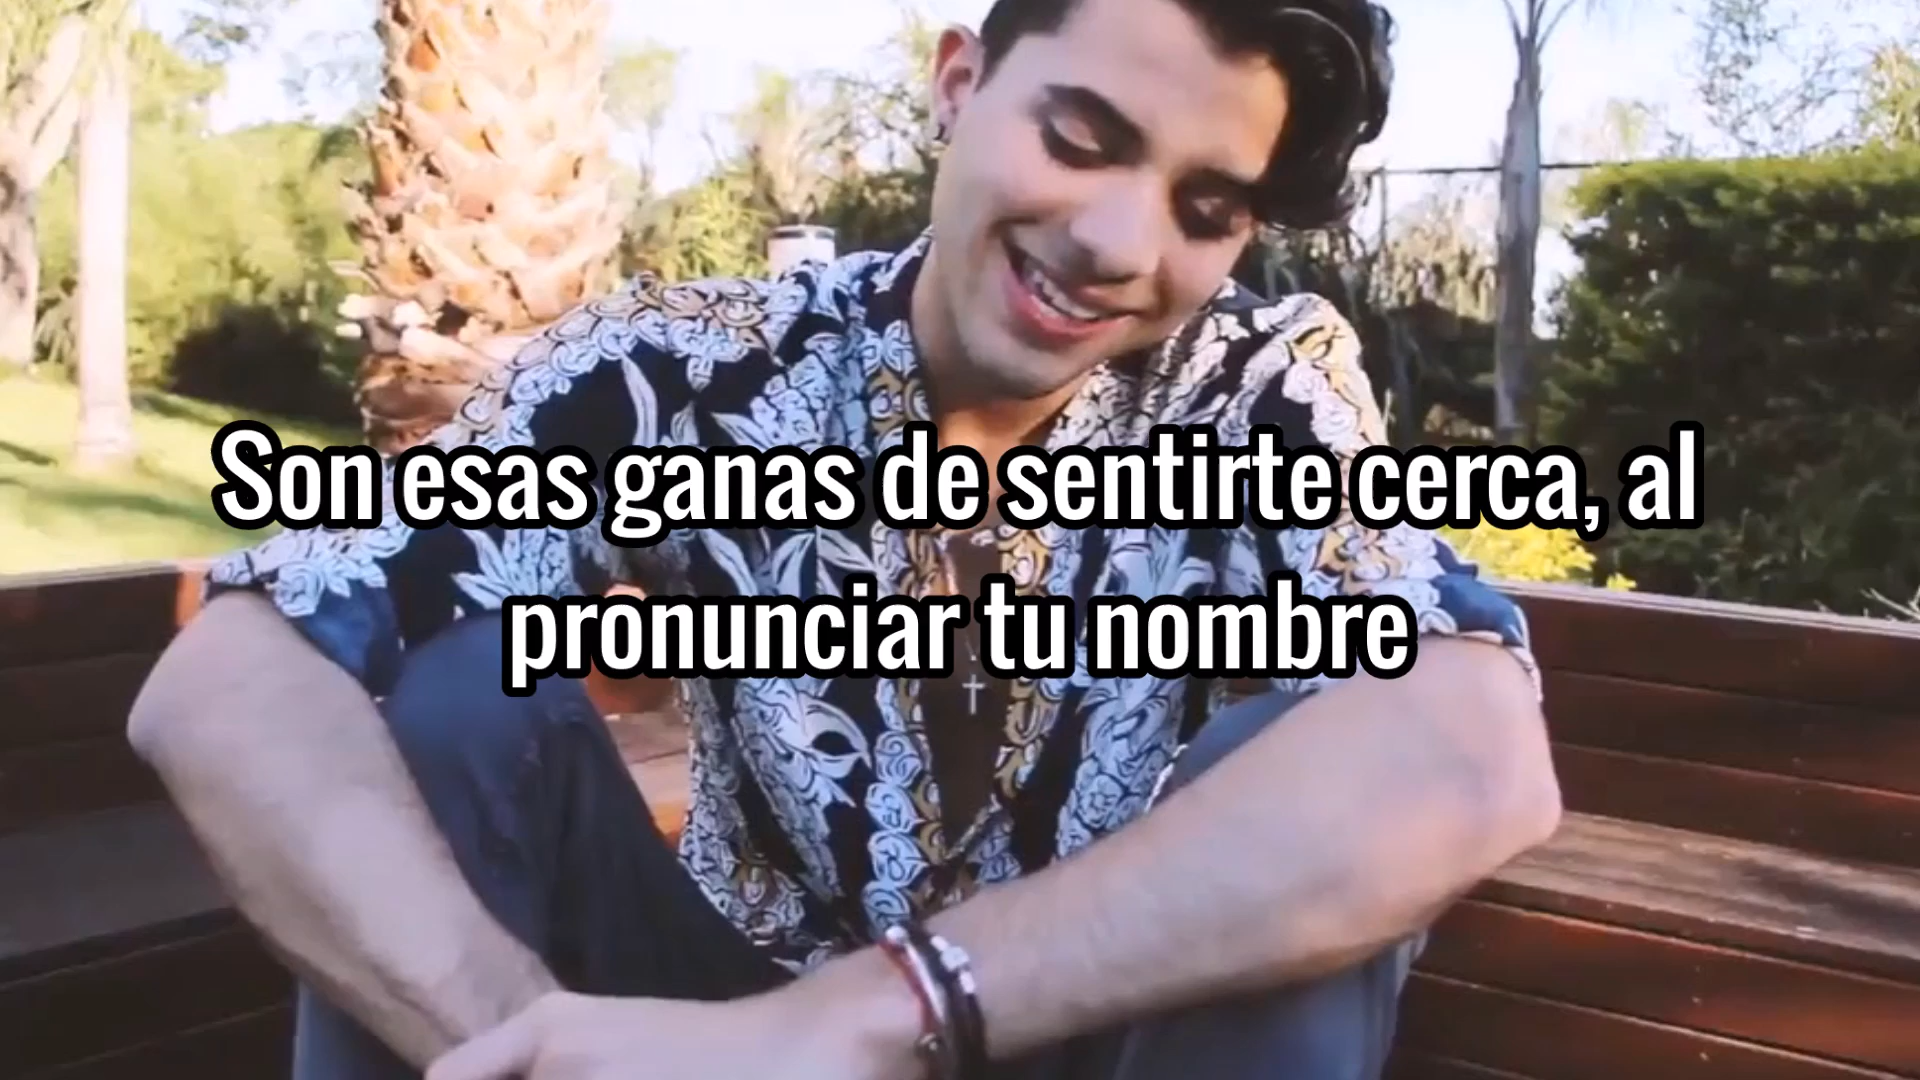 Son esas ganas de sentirte cerca, al
pronunciar tu nombre